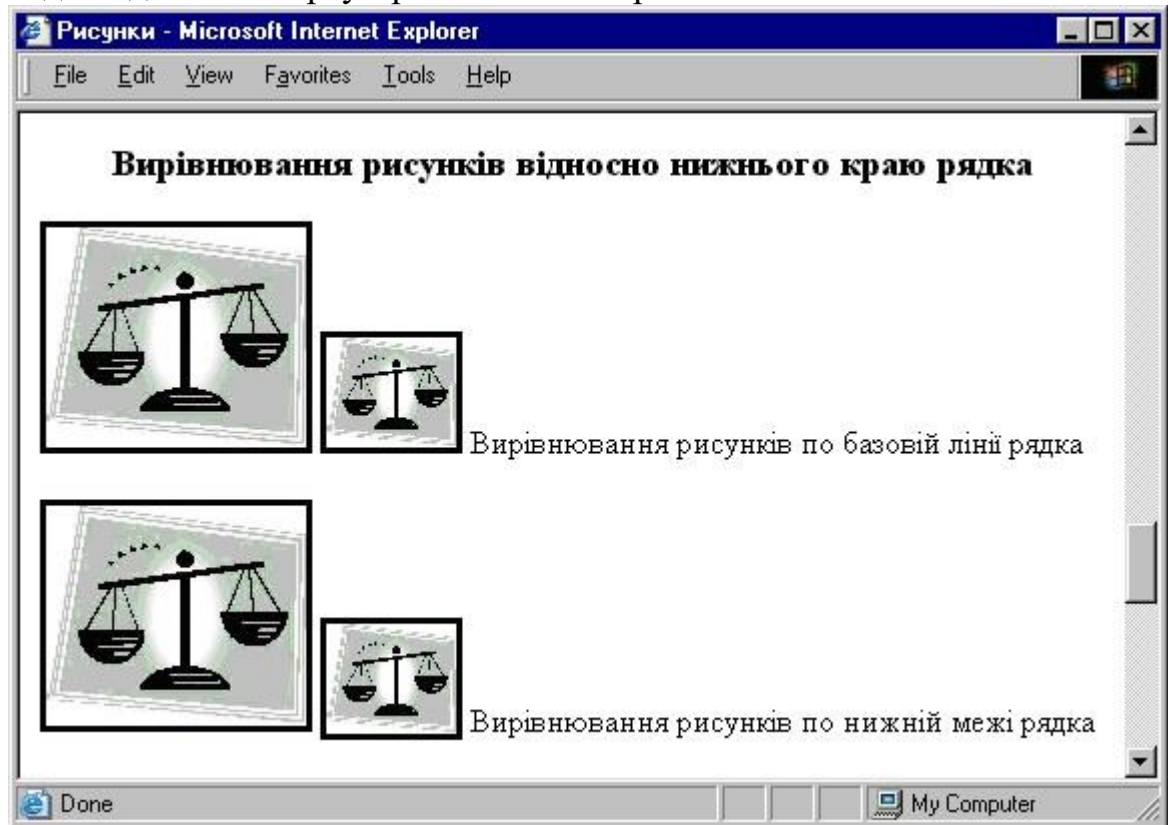 Рисунки - Microsoft Internet Explorer
File Edit View Favorites Tools Help
Вирівнювання рисунків відносно нижнього краю рядка
Вирівнювання рисунків по базовій лінії рядка
Вирівнювання рисунків по нижній межі рядка
Done My Computer